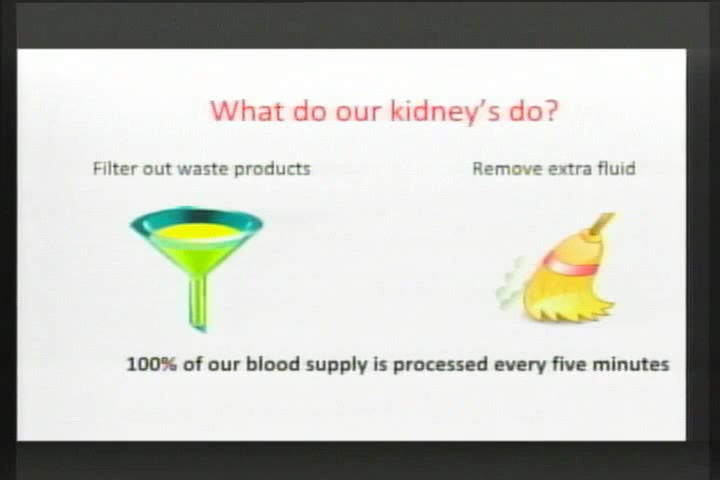 What do our kidney's do?
Filter out waste products
Remove extra fluid
100% of our blood supply is processed every five minutes